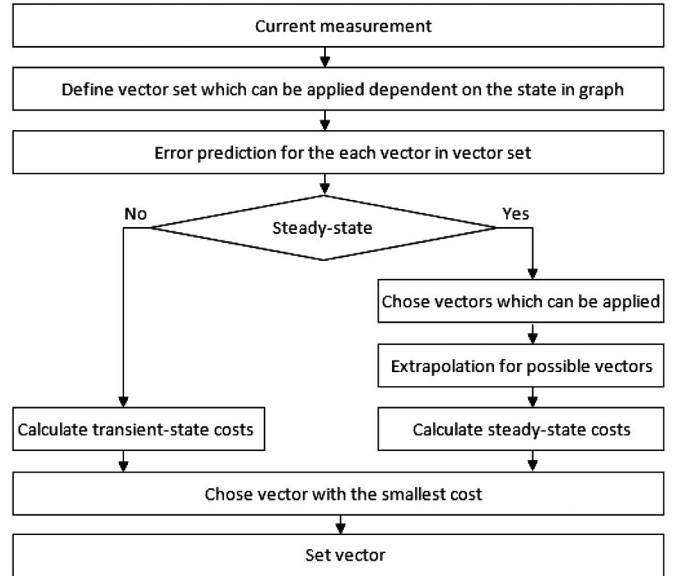 Current measurement
Define vector set which can be applied dependent on the state in graph
Error prediction for the each vector in vector set
No
Steady-state
Yes
Chose vectors which can be applied
Extrapolation for possible vectors
Calculate transient-state costs
Calculate steady-state costs
Chose vector with the smallest cost
Set vector